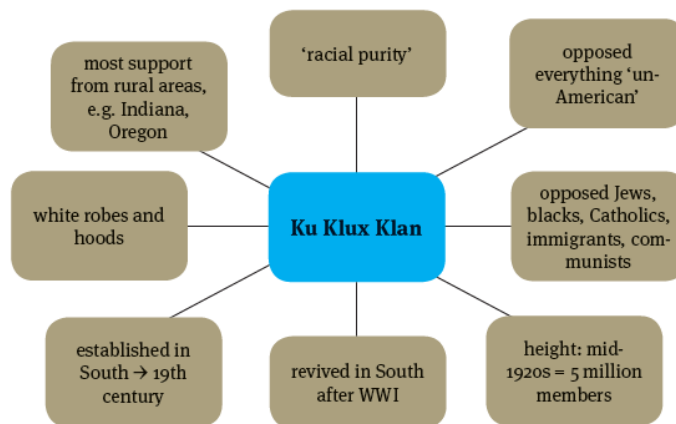 ‘racial purity’
most support
from rural areas,
e.g. Indiana,
Oregon
opposed
everything ‘un-
American’
white robes and
hoods
Ku Klux Klan
opposed Jews,
blacks, Catholics,
immigrants, com-
munists
established in
South → 19th
century
revived in South
after WWI
height: mid-
1920s = 5 million
members